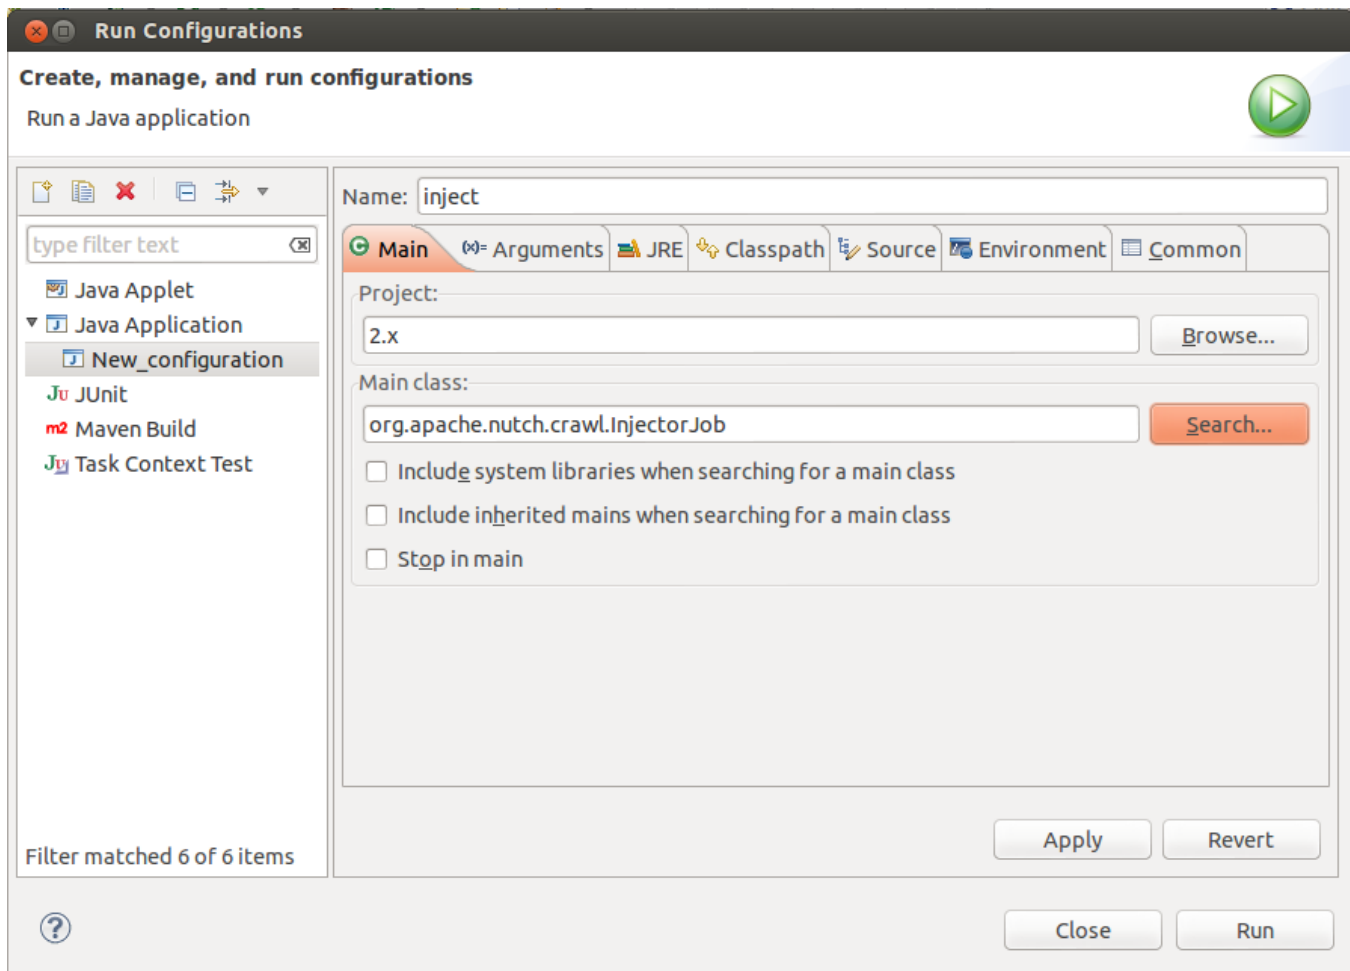 Run Configurations
Create, manage, and run configurations
Run a Java application
Name: inject
type filter text
Main (x)= Arguments JRE Classpath Source Environment Common
Java Applet
Java Application
New_configuration
Ju JUnit
m2 Maven Build
Ju Task Context Test
Filter matched 6 of 6 items
Project:
2.x Browse...
Main class:
org.apache.nutch.crawl.InjectorJob Search...
Include system libraries when searching for a main class
Include inherited mains when searching for a main class
Stop in main
Apply Revert
? Close Run